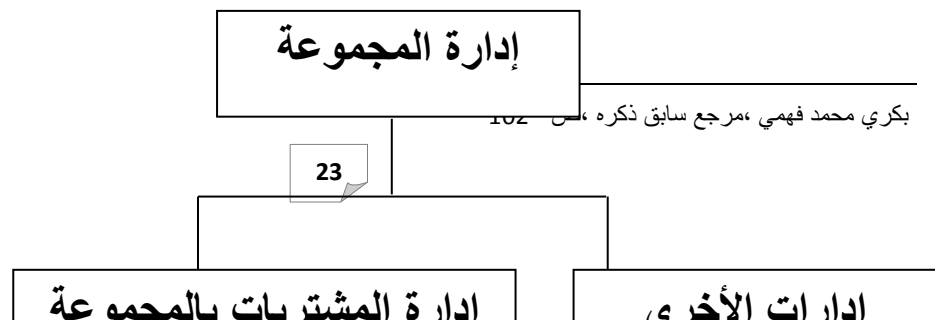 إدارة المجموعة
بكري محمد فهمي ،مرجع سابق ذكره ،ص 102
23
إدارات الأخرى
إدارة المشتريات بالمجموعة